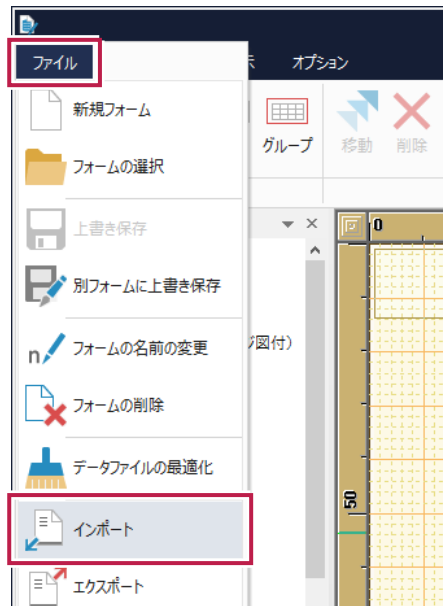 ファイル
オプション
新規フォーム
グループ
移動
削除
フォームの選択
上書き保存
0
別フォームに上書き保存
フォームの名前の変更
図付)
フォームの削除
データファイルの最適化
50
インポート
エクスポート